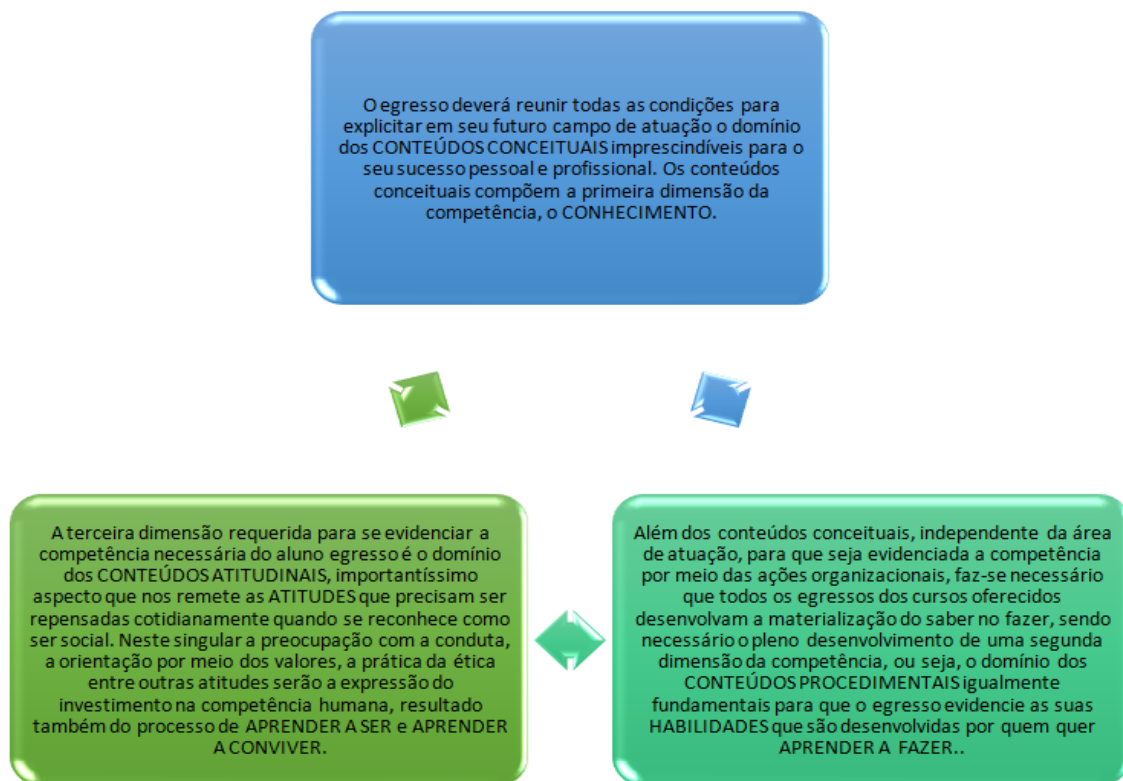 O egresso deverá reunir todas as condições para
explicitar em seu futuro campo de atuação o domínio
dos CONTEÚDOS CONCEITUAIS imprescindíveis para o
seu sucesso pessoal e profissional. Os conteúdos
conceituais compõem a primeira dimensão da
competência, o CONHECIMENTO.
A terceira dimensão requerida para se evidenciar a
competência necessária do aluno egresso é o domínio
dos CONTEÚDOS ATITUDINAIS, importantíssimo
aspecto que nos remete as ATITUDES que precisam ser
repensadas cotidianamente quando se reconhece como
ser social. Neste singular a preocupação com a conduta,
a orientação por meio dos valores, a prática da ética
entre outras atitudes serão a expressão do
investimento na competência humana, resultado
também do processo de APRENDER A SER e APRENDER
A CONVIVER.
Além dos conteúdos conceituais, independente da área
de atuação, para que seja evidenciada a competência
por meio das ações organizacionais, faz-se necessário
que todos os egressos dos cursos oferecidos
desenvolvam a materialização do saber no fazer, sendo
necessário o pleno desenvolvimento de uma segunda
dimensão da competência, ou seja, o domínio dos
CONTEÚDOS PROCEDIMENTAIS igualmente
fundamentais para que o egresso evidencie as suas
HABILIDADES que são desenvolvidas por quem quer
APRENDER A FAZER..